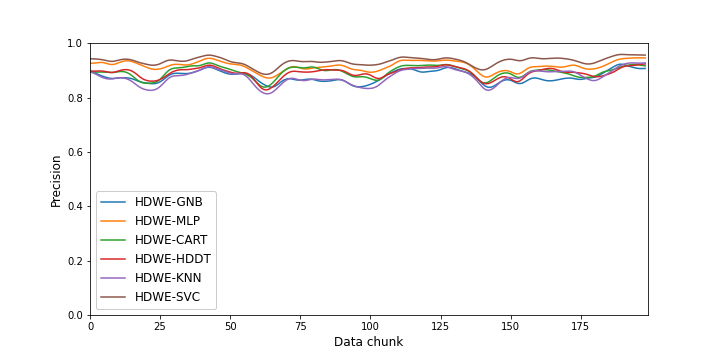 1.0
0.8
0.6
0.4
0.2
0.0
Precision
HDWE-GNB
HDWE-MLP
HDWE-CART
HDWE-HDDT
HDWE-KNN
HDWE-SVC
0 25 50 75 100 125 150 175
Data chunk